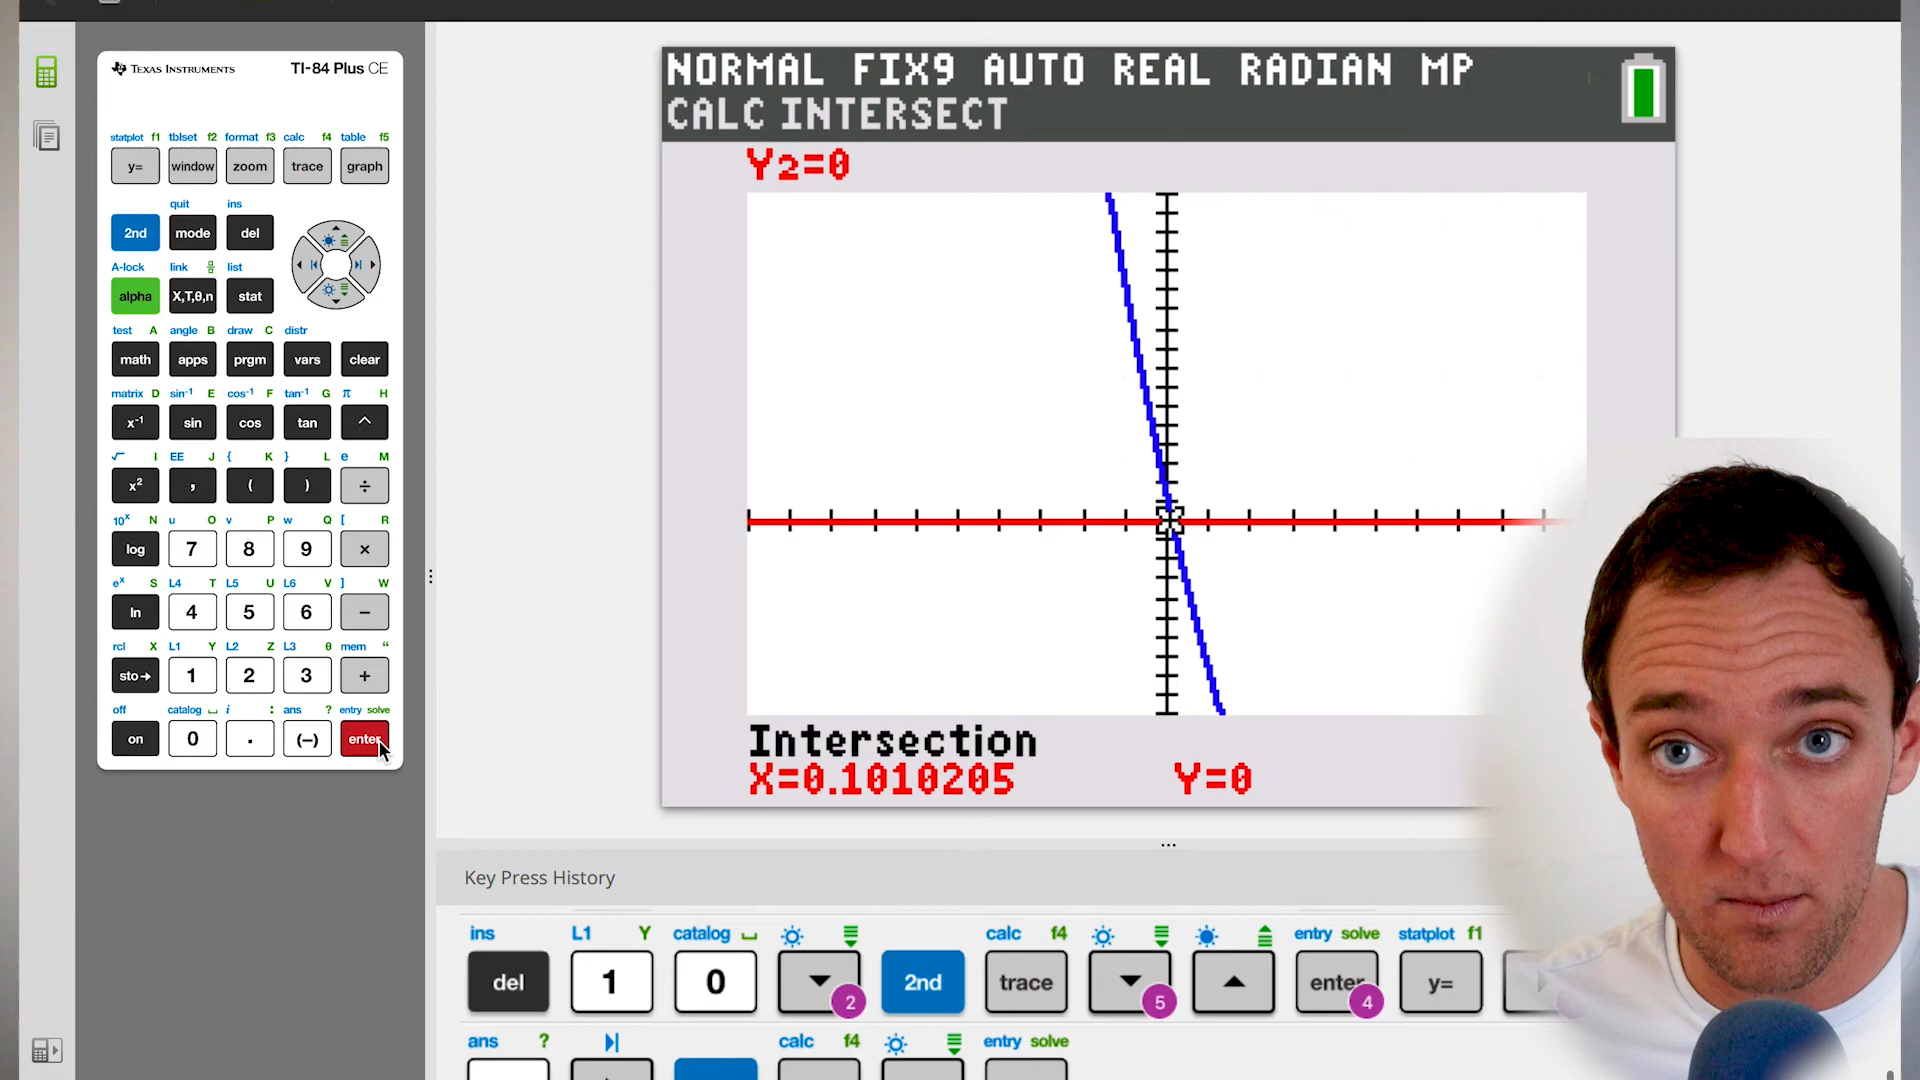 TEXAS INSTRUMENTS TI-84 Plus CE
statplot f1 tblset f2 format f3 calc f4 table f5
y= window zoom trace graph
quit ins
2nd mode del
A-lock link list
alpha X,T,θ,n stat
test A angle B draw C distr
math apps prgm vars clear
matrix D sin⁻¹ E cos⁻¹ F tan⁻¹ G π H
x⁻¹ sin cos tan ^
√ I EE J { K } L e M
x² , ( ) ÷
10ˣ N u O v P w Q [ R
log 7 8 9 ×
eˣ S L4 T L5 U L6 V ] W
ln 4 5 6 −
rcl X L1 Y L2 Z L3 θ mem “
sto→ 1 2 3 +
off catalog ⎵ i : ans ? entry solve
on 0 . (−) enter
NORMAL FIX9 AUTO REAL RADIAN MP
CALC INTERSECT
Y2=0
Intersection
X=0.1010205 Y=0
Key Press History
ins L1 Y catalog ⎵ calc f4 entry solve statplot f1
del 1 0 2 2nd trace 5 enter 4 y=
ans ? calc f4 entry solve